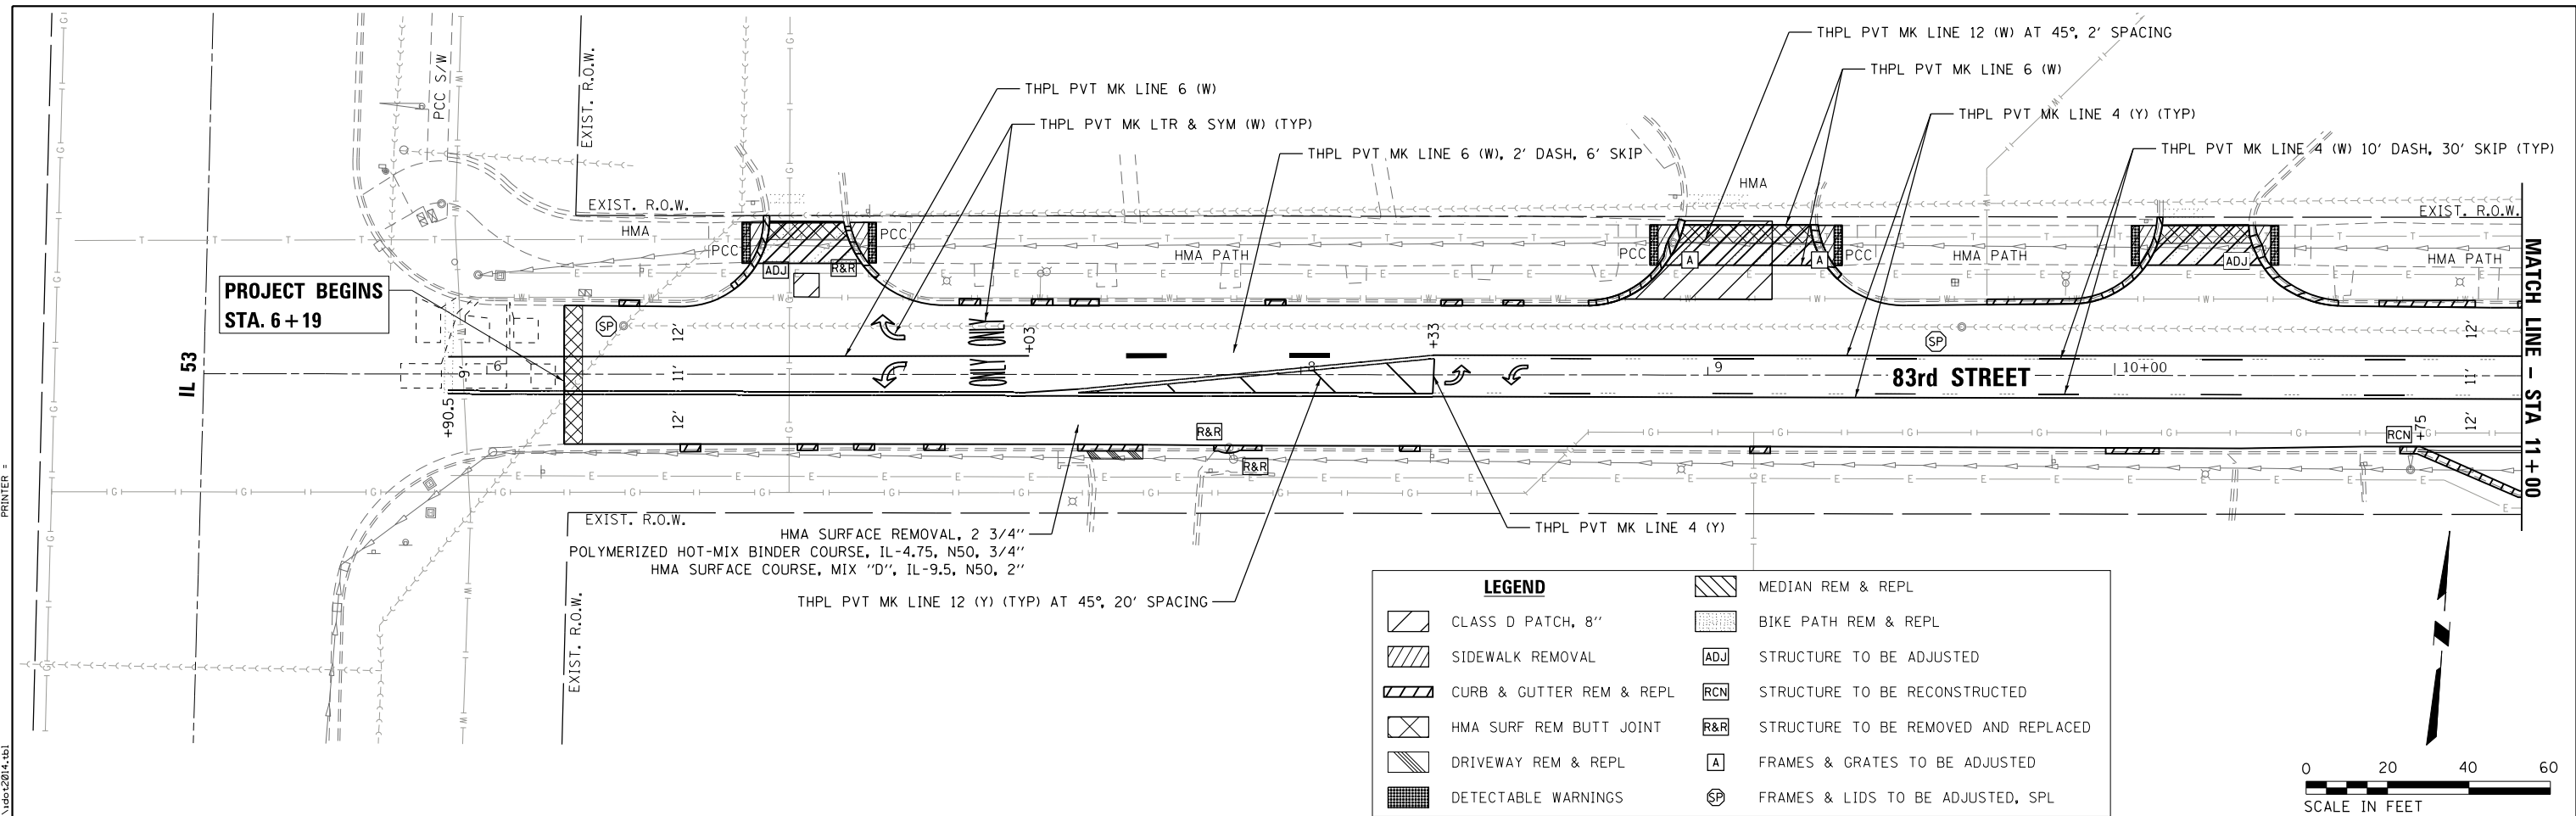 THPL PVT MK LINE 12 (W) AT 45°, 2' SPACING
THPL PVT MK LINE 6 (W)
THPL PVT MK LINE 6 (W)
THPL PVT MK LINE 4 (Y) (TYP)
THPL PVT MK LTR & SYM (W) (TYP)
THPL PVT MK LINE 6 (W), 2' DASH, 6' SKIP
THPL PVT MK LINE 4 (W) 10' DASH, 30' SKIP (TYP)
PCC S/W
EXIST. R.O.W.
EXIST. R.O.W.
HMA
HMA
EXIST. R.O.W.
PCC
PCC
HMA PATH
PCC
PCC
HMA PATH
HMA PATH
ADJ
R&R
A
A
ADJ
PROJECT BEGINS
STA. 6+19
SP
12'
ONLY
ONLY
+03
+33
SP
12'
IL 53
9'
6
11'
8
9
83rd STREET
10+00
11'
MATCH LINE - STA 11+00
+90.5
12'
R&R
R&R
RCN
+75
12'
EXIST. R.O.W.
EXIST. R.O.W.
HMA SURFACE REMOVAL, 2 3/4"
POLYMERIZED HOT-MIX BINDER COURSE, IL-4.75, N50, 3/4"
HMA SURFACE COURSE, MIX "D", IL-9.5, N50, 2"
THPL PVT MK LINE 4 (Y)
THPL PVT MK LINE 12 (Y) (TYP) AT 45°, 20' SPACING
LEGEND
CLASS D PATCH, 8"
SIDEWALK REMOVAL
CURB & GUTTER REM & REPL
HMA SURF REM BUTT JOINT
DRIVEWAY REM & REPL
DETECTABLE WARNINGS
MEDIAN REM & REPL
BIKE PATH REM & REPL
ADJ STRUCTURE TO BE ADJUSTED
RCN STRUCTURE TO BE RECONSTRUCTED
R&R STRUCTURE TO BE REMOVED AND REPLACED
A FRAMES & GRATES TO BE ADJUSTED
SP FRAMES & LIDS TO BE ADJUSTED, SPL
N
0 20 40 60
SCALE IN FEET
PRINTER =
\idot2014.tbl